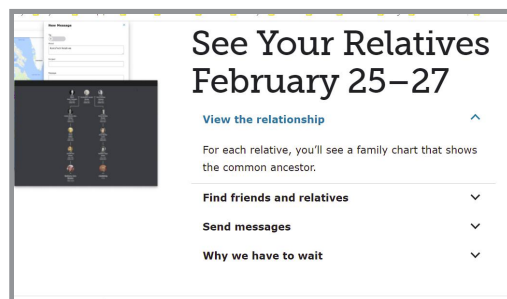 New Message
See Your Relatives
February 25–27
View the relationship
For each relative, you'll see a family chart that shows
the common ancestor.
Find friends and relatives
Send messages
Why we have to wait